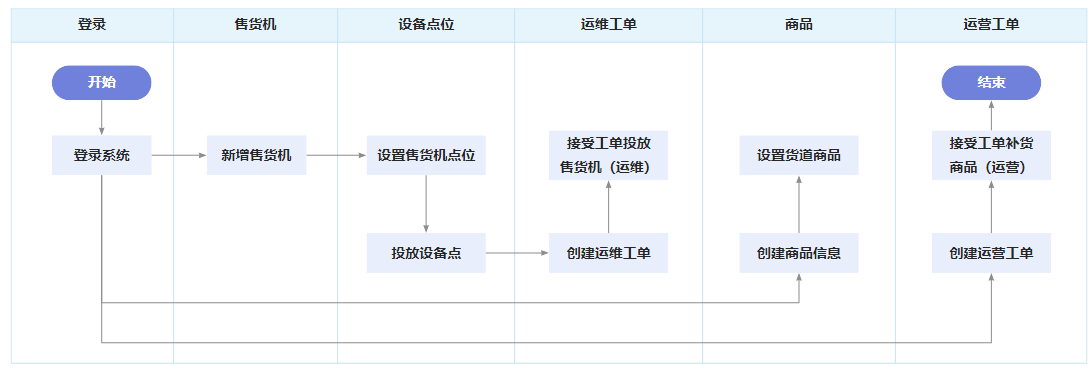 登录
售货机
设备点位
运维工单
商品
运营工单
开始
结束
登录系统
新增售货机
设置售货机点位
接受工单投放
售货机（运维）
设置货道商品
接受工单补货
商品（运营）
投放设备点
创建运维工单
创建商品信息
创建运营工单